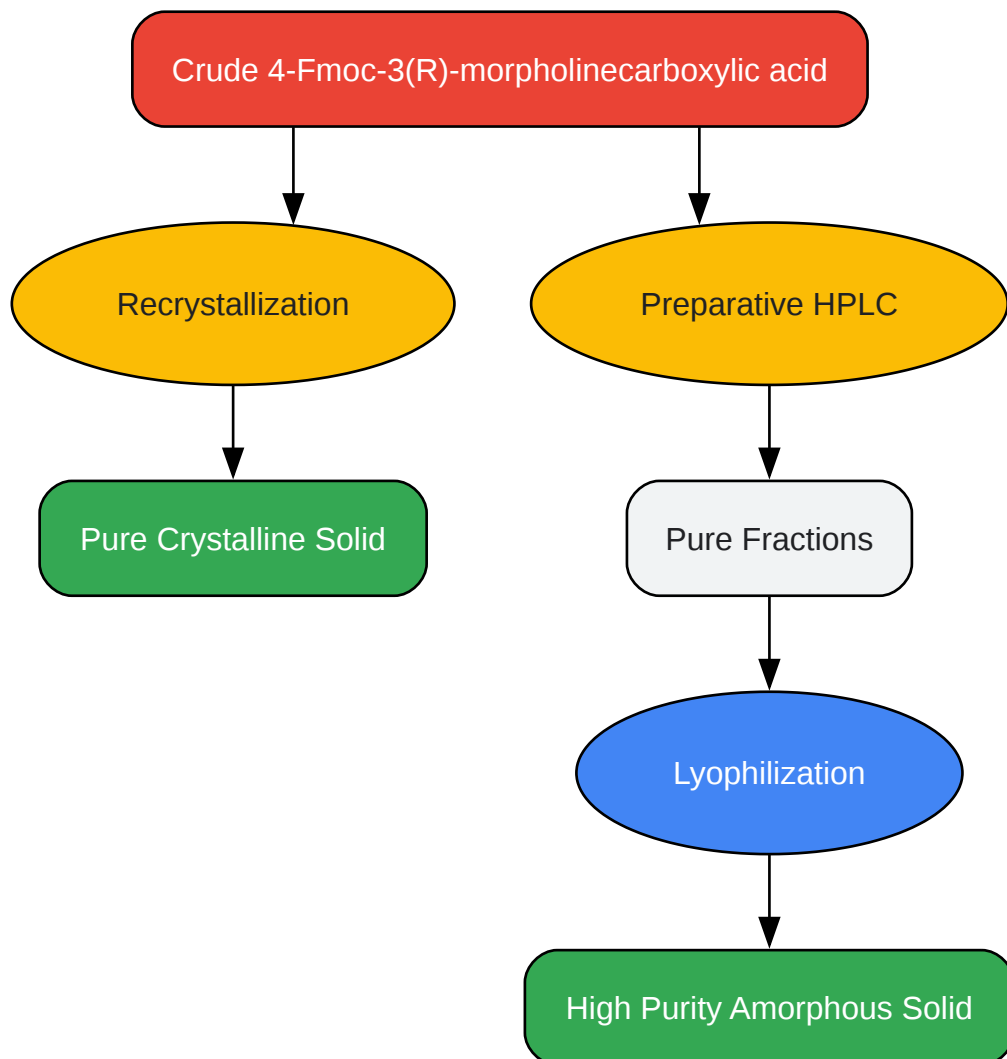 Crude 4-Fmoc-3(R)-morpholinecarboxylic acid
Recrystallization
Preparative HPLC
Pure Crystalline Solid
Pure Fractions
Lyophilization
High Purity Amorphous Solid